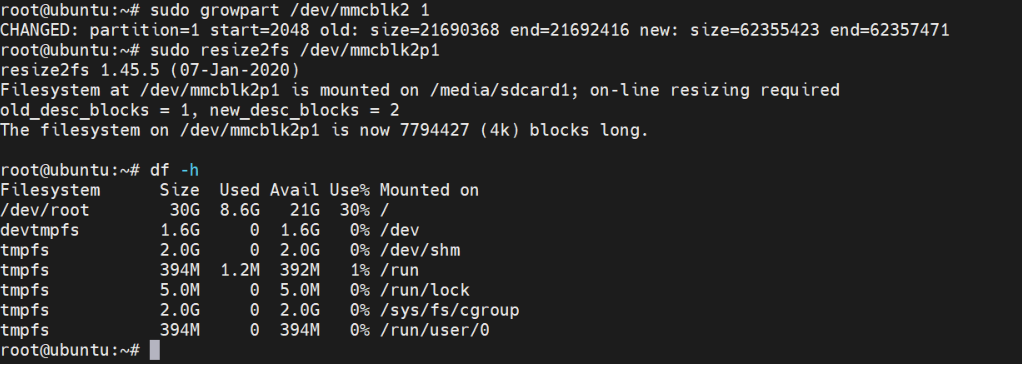 root@ubuntu:~# sudo growpart /dev/mmcblk2 1
CHANGED: partition=1 start=2048 old: size=21690368 end=21692416 new: size=62355423 end=62357471
root@ubuntu:~# sudo resize2fs /dev/mmcblk2p1
resize2fs 1.45.5 (07-Jan-2020)
Filesystem at /dev/mmcblk2p1 is mounted on /media/sdcard1; on-line resizing required
old_desc_blocks = 1, new_desc_blocks = 2
The filesystem on /dev/mmcblk2p1 is now 7794427 (4k) blocks long.

root@ubuntu:~# df -h
Filesystem      Size  Used Avail Use% Mounted on
/dev/root        30G  8.6G   21G  30% /
devtmpfs        1.6G     0  1.6G   0% /dev
tmpfs           2.0G     0  2.0G   0% /dev/shm
tmpfs           394M  1.2M  392M   1% /run
tmpfs           5.0M     0  5.0M   0% /run/lock
tmpfs           2.0G     0  2.0G   0% /sys/fs/cgroup
tmpfs           394M     0  394M   0% /run/user/0
root@ubuntu:~#